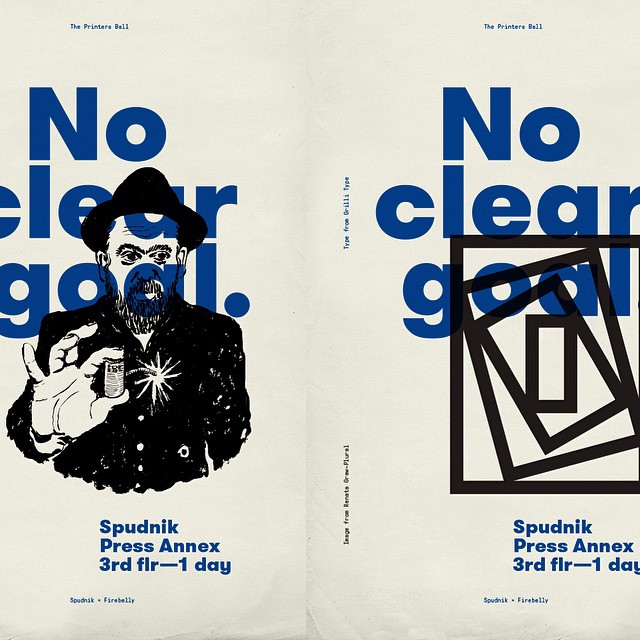 The Printers Ball
No
clear
goal.
Spudnik
Press Annex
3rd flr—1 day
Spudnik + Firebelly
Type from Grilli Type
Image from Renata Graw+Plural
The Printers Ball
No
clear
goal.
Spudnik
Press Annex
3rd flr—1 day
Spudnik + Firebelly